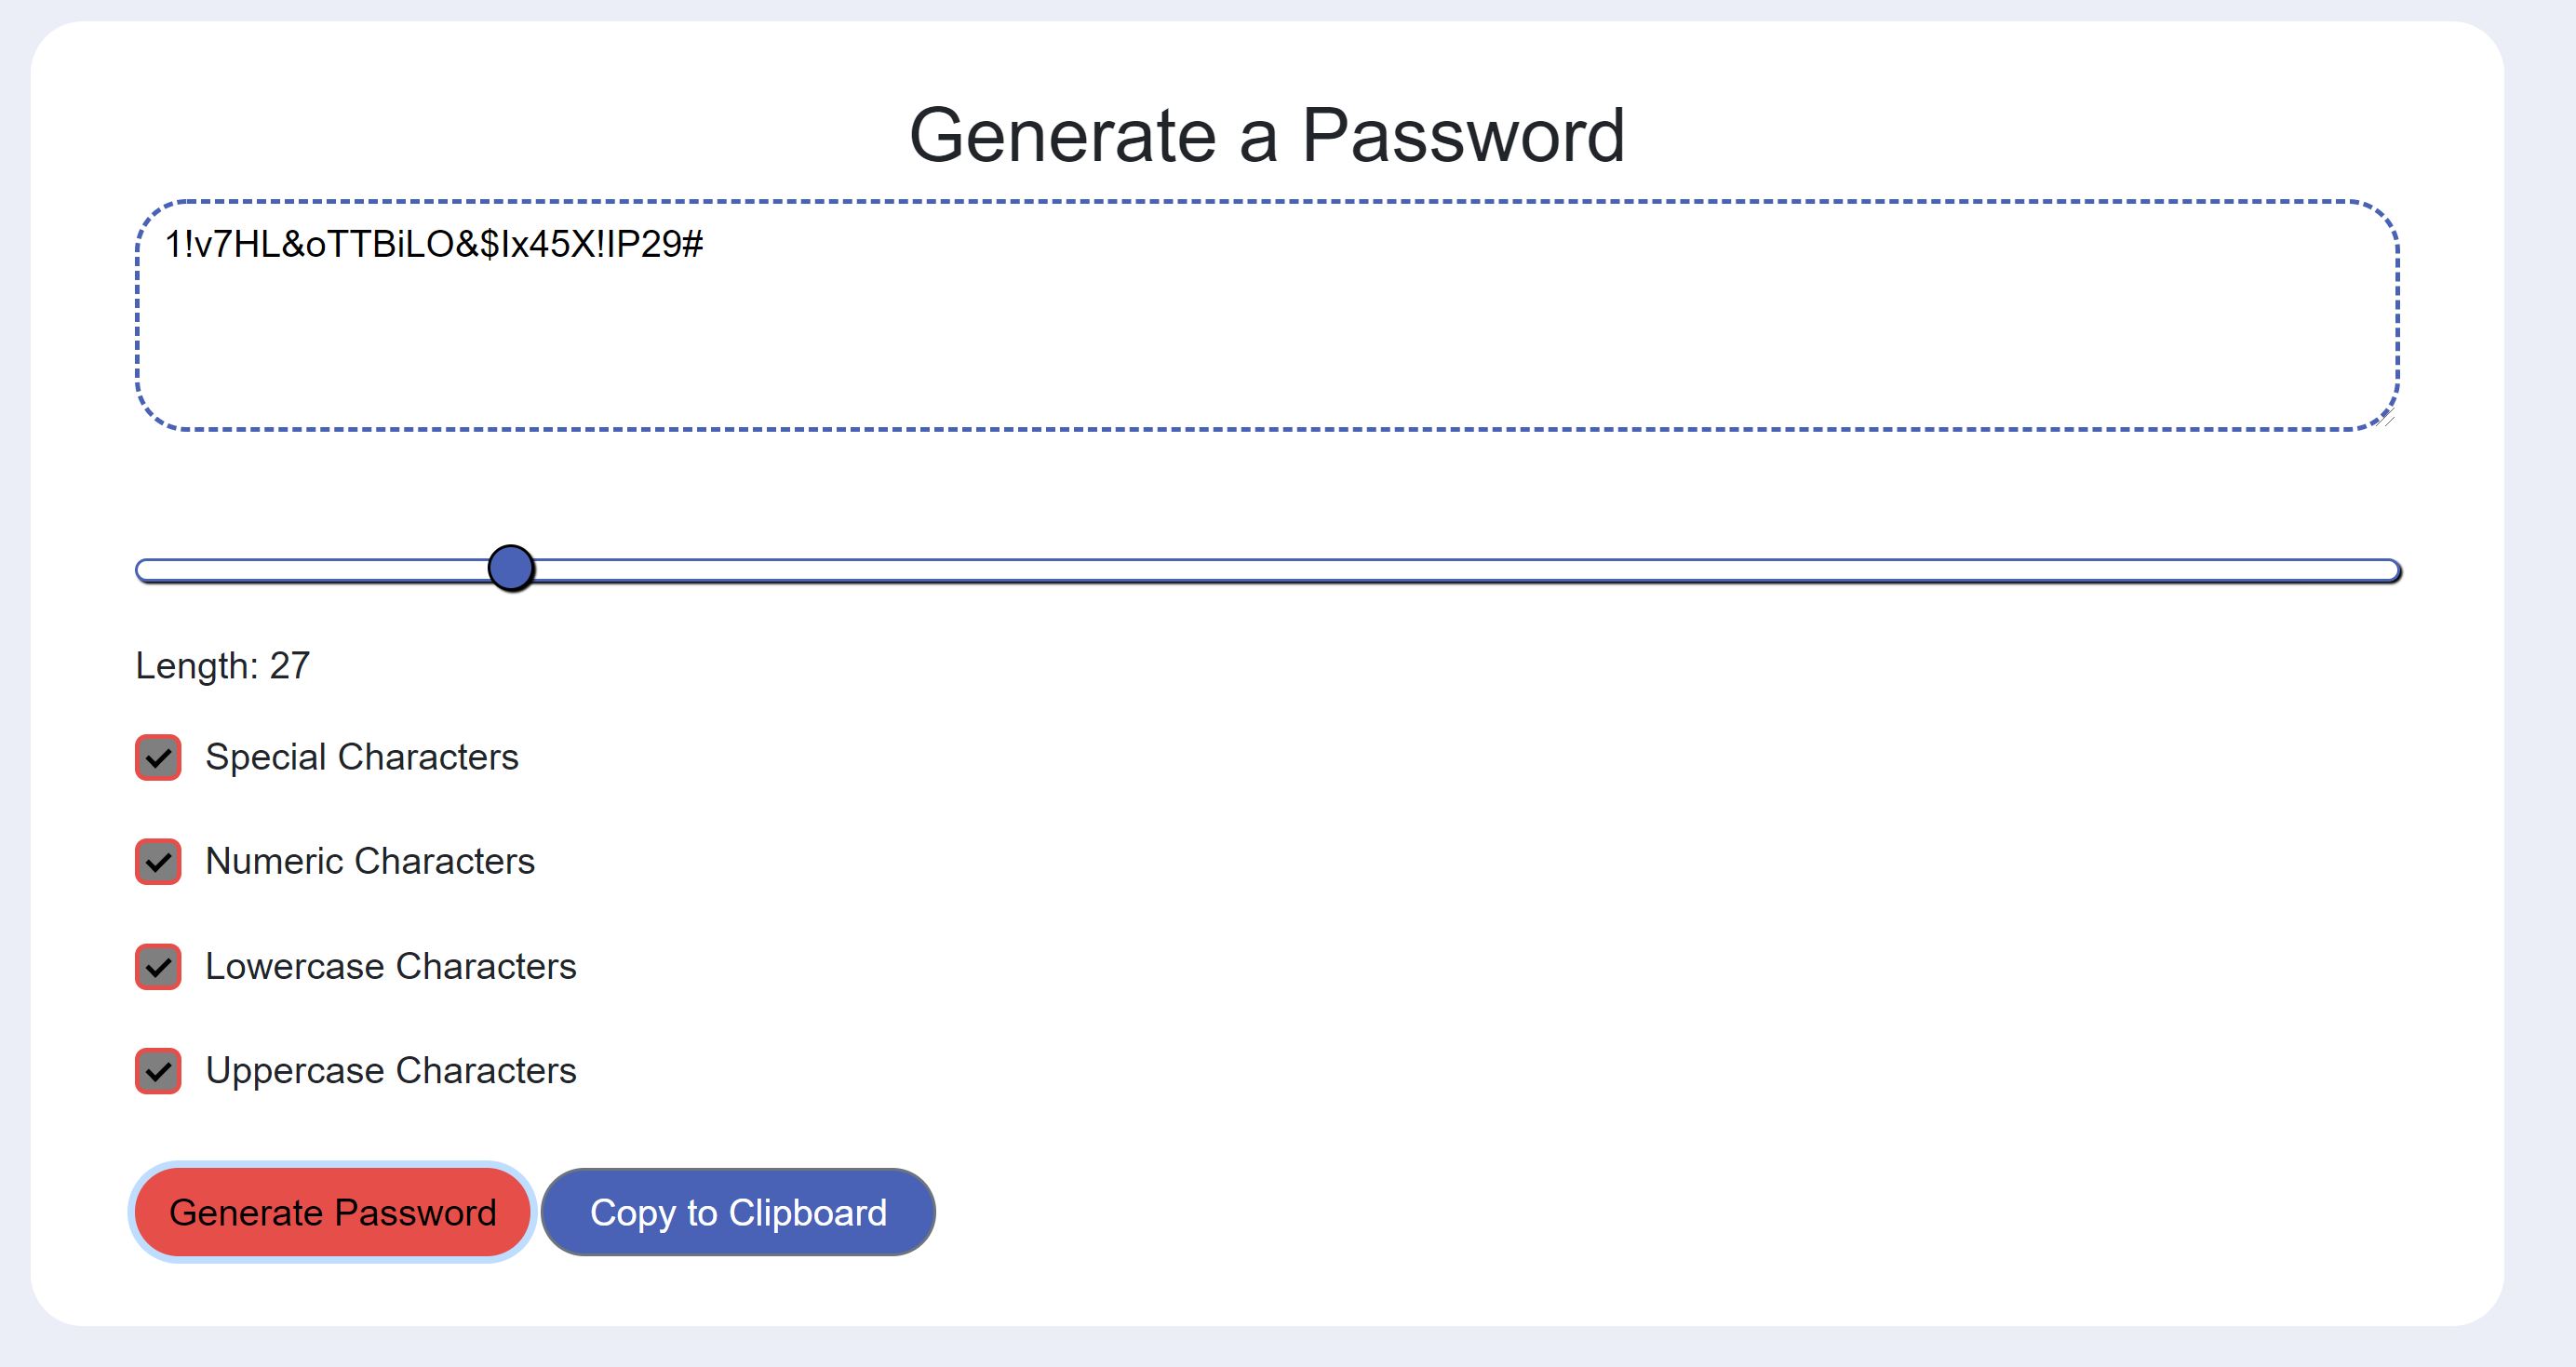 Generate a Password
1!v7HL&oTTBiLO&$Ix45X!IP29#
Length: 27
Special Characters
Numeric Characters
Lowercase Characters
Uppercase Characters
Generate Password
Copy to Clipboard